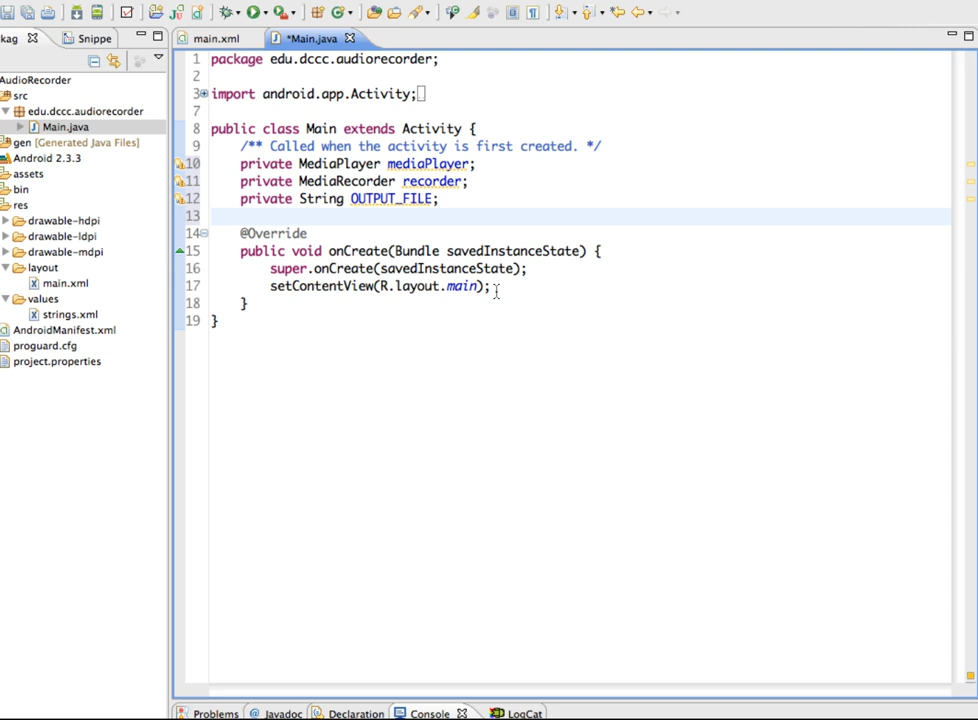 kag
Snippe
main.xml
*Main.java
AudioRecorder
src
edu.dccc.audiorecorder
Main.java
gen [Generated Java Files]
Android 2.3.3
assets
bin
res
drawable-hdpi
drawable-ldpi
drawable-mdpi
layout
main.xml
values
strings.xml
AndroidManifest.xml
proguard.cfg
project.properties
1 package edu.dccc.audiorecorder;
2
3 import android.app.Activity;
7
8 public class Main extends Activity {
9 /** Called when the activity is first created. */
10 private MediaPlayer mediaPlayer;
11 private MediaRecorder recorder;
12 private String OUTPUT_FILE;
13
14 @Override
15 public void onCreate(Bundle savedInstanceState) {
16 super.onCreate(savedInstanceState);
17 setContentView(R.layout.main);
18 }
19 }
Problems
@ Javadoc
Declaration
Console
LogCat